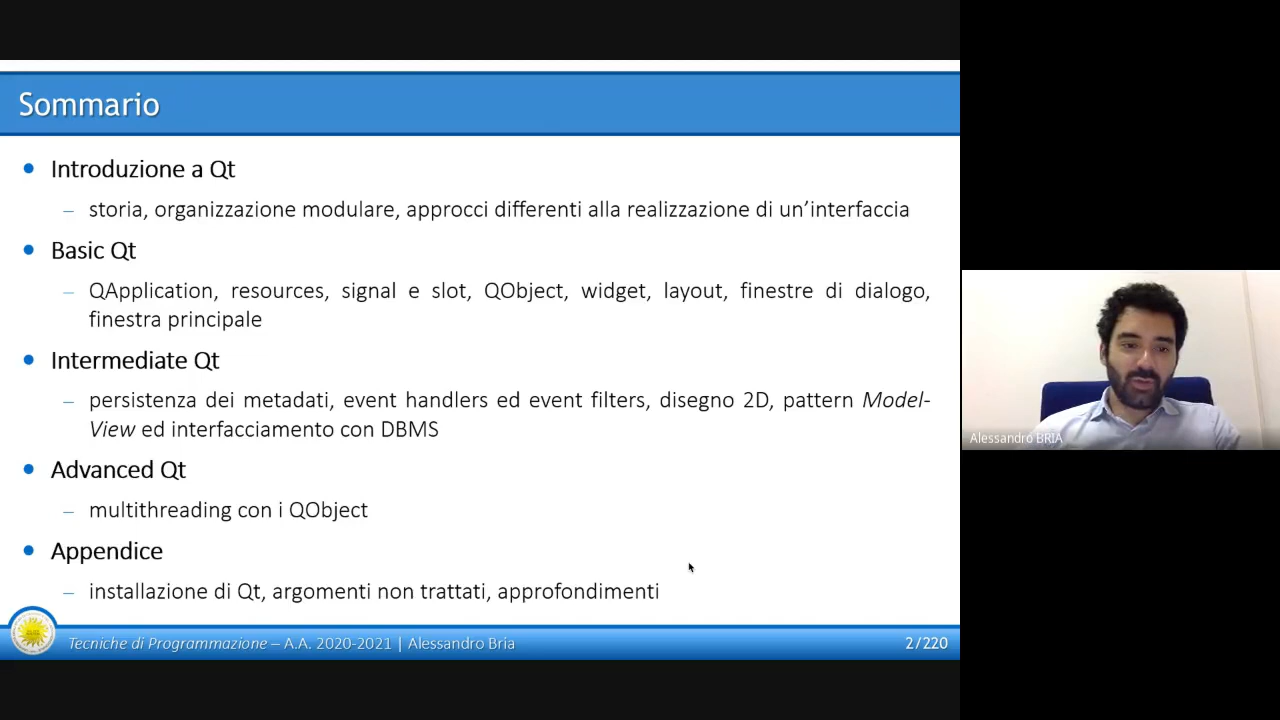 Sommario
Introduzione a Qt
– storia, organizzazione modulare, approcci differenti alla realizzazione di un’interfaccia
Basic Qt
– QApplication, resources, signal e slot, QObject, widget, layout, finestre di dialogo,
finestra principale
Intermediate Qt
– persistenza dei metadati, event handlers ed event filters, disegno 2D, pattern Model-
View ed interfacciamento con DBMS
Advanced Qt
– multithreading con i QObject
Appendice
– installazione di Qt, argomenti non trattati, approfondimenti
Tecniche di Programmazione – A.A. 2020-2021 | Alessandro Bria
2/220
Alessandro BRIA